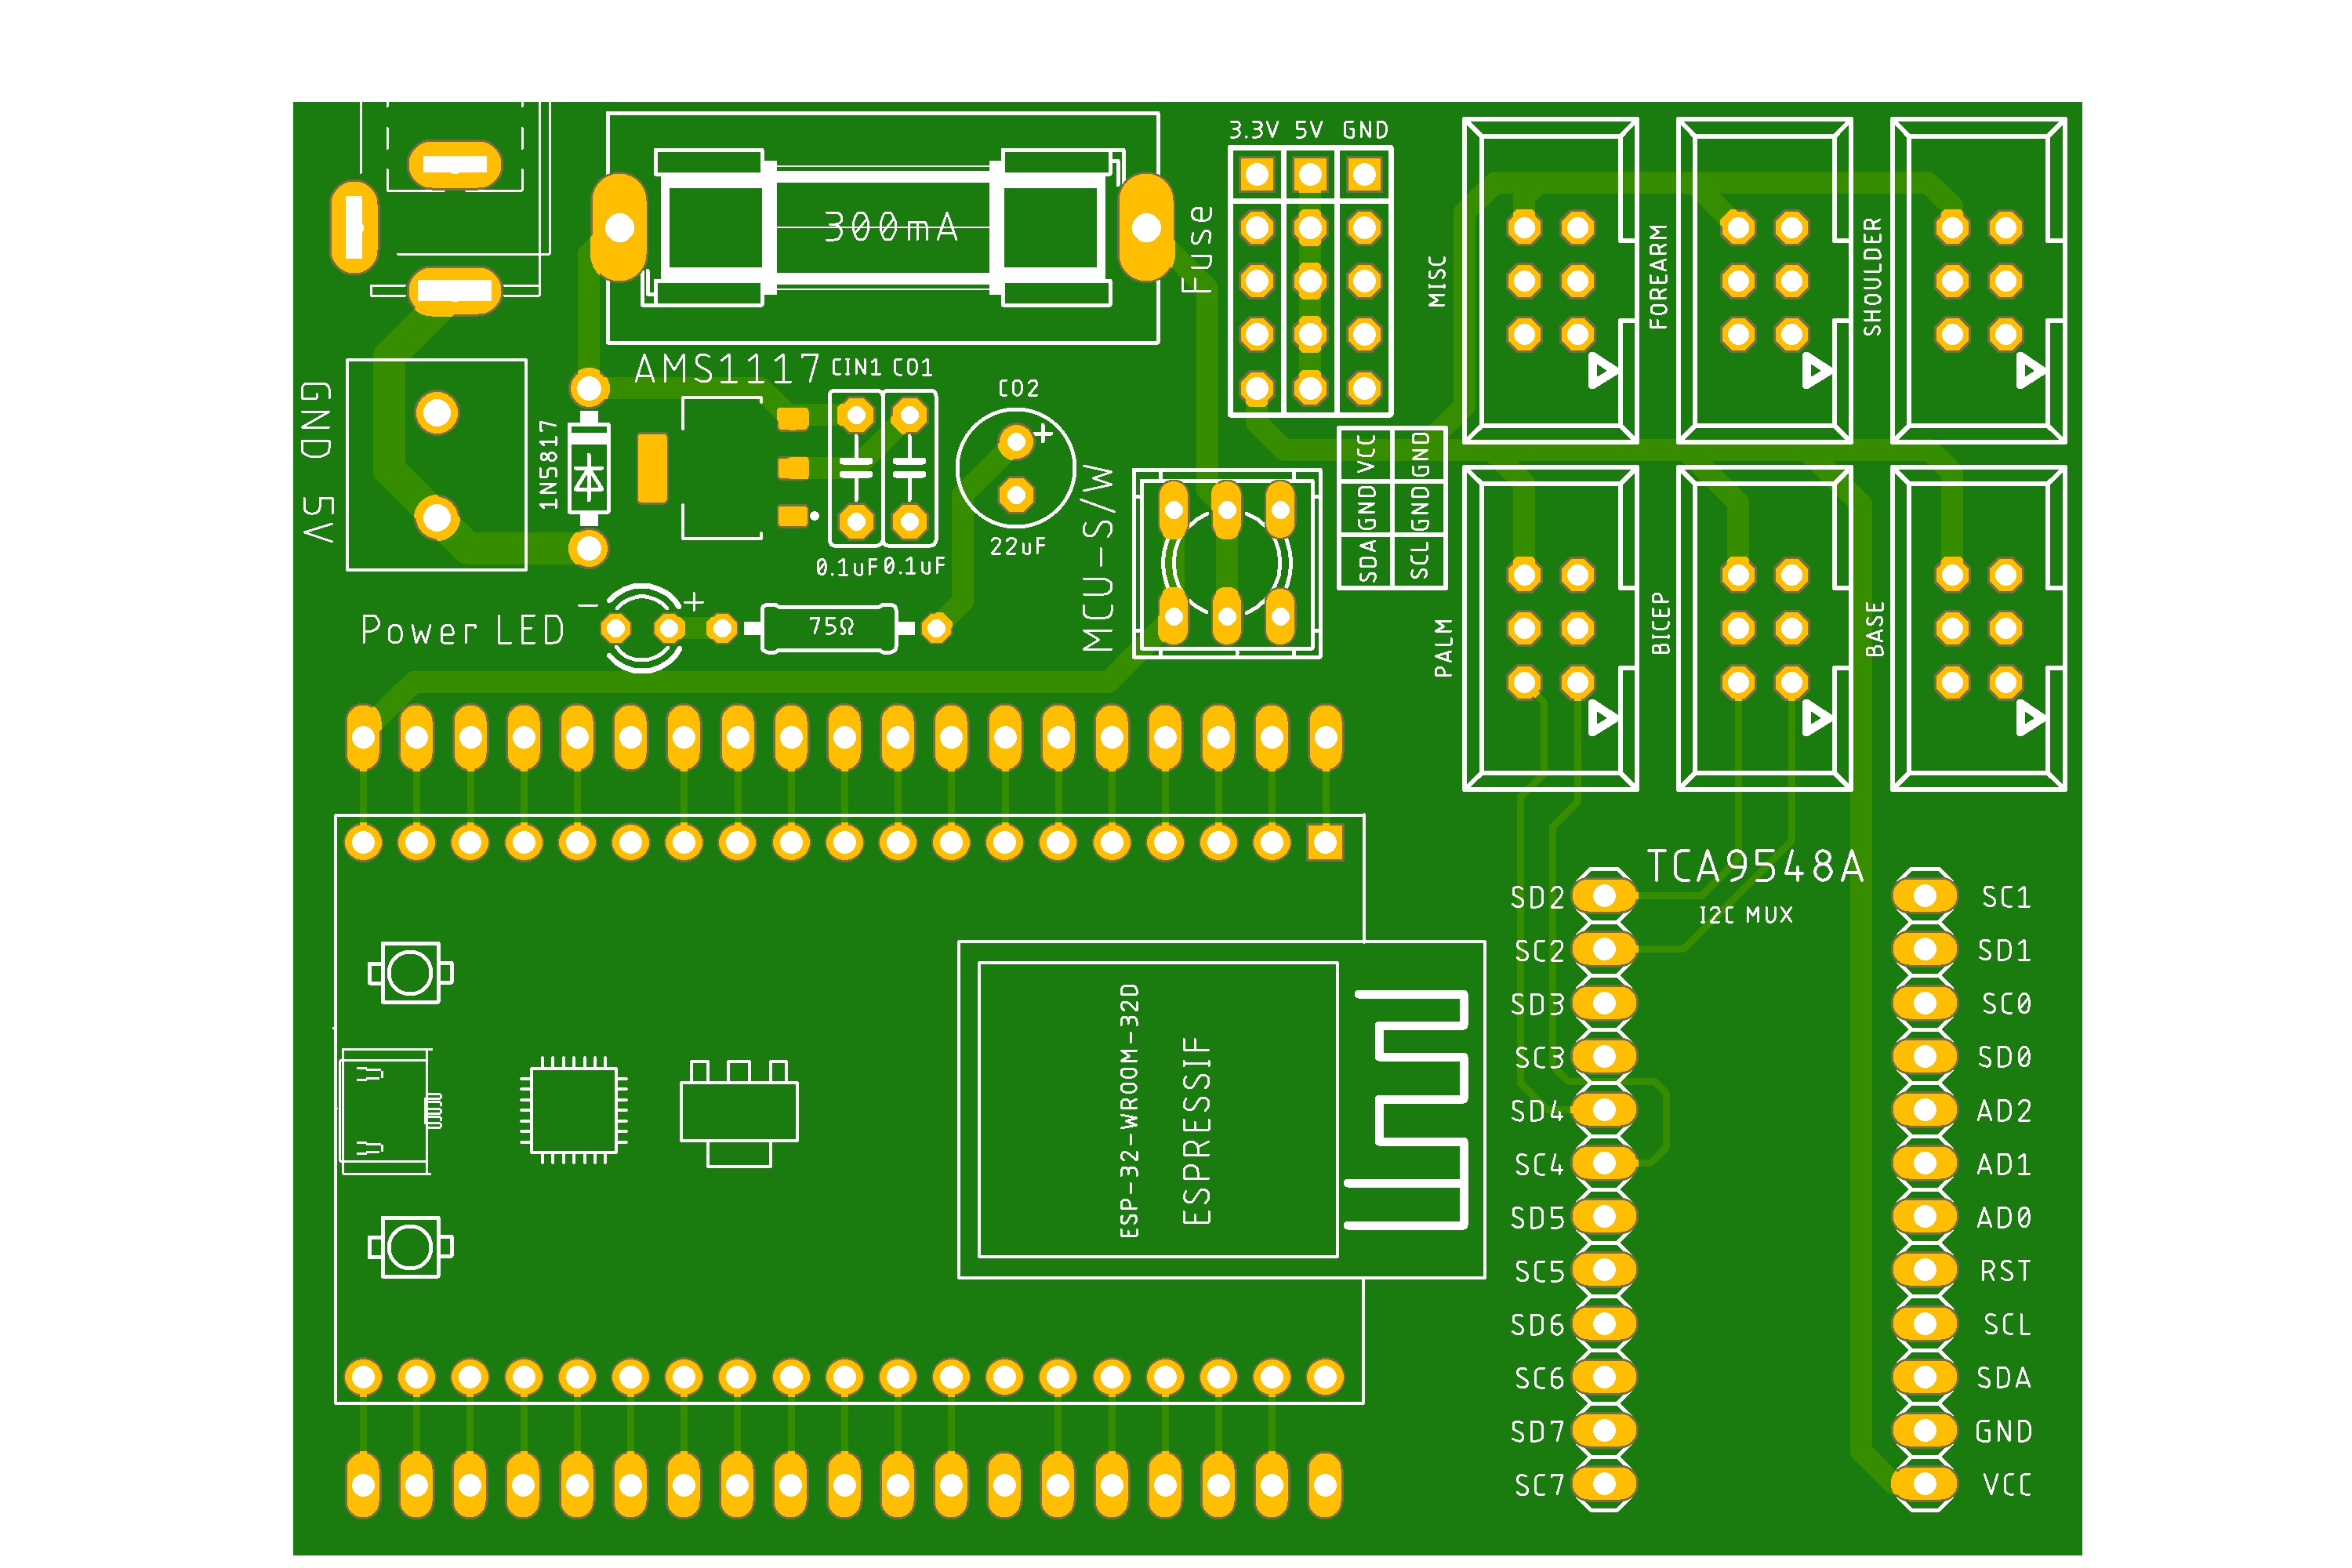 3.3V 5V GND
300mA
Fuse
MISC
FOREARM
SHOULDER
AMS1117
CIN1 CO1
CO2
GND 5V
1N5817
VCC GND
GND GND
SDA SCL
0.1uF 0.1uF
22uF
MCU-S/W
Power LED
- +
75Ω
PALM
BICEP
BASE
TCA9548A
I2C MUX
SD2
SC2
SD3
SC3
SD4
SC4
SD5
SC5
SD6
SC6
SD7
SC7
SC1
SD1
SC0
SD0
AD2
AD1
AD0
RST
SCL
SDA
GND
VCC
ESP-32-WROOM-32D
ESPRESSIF